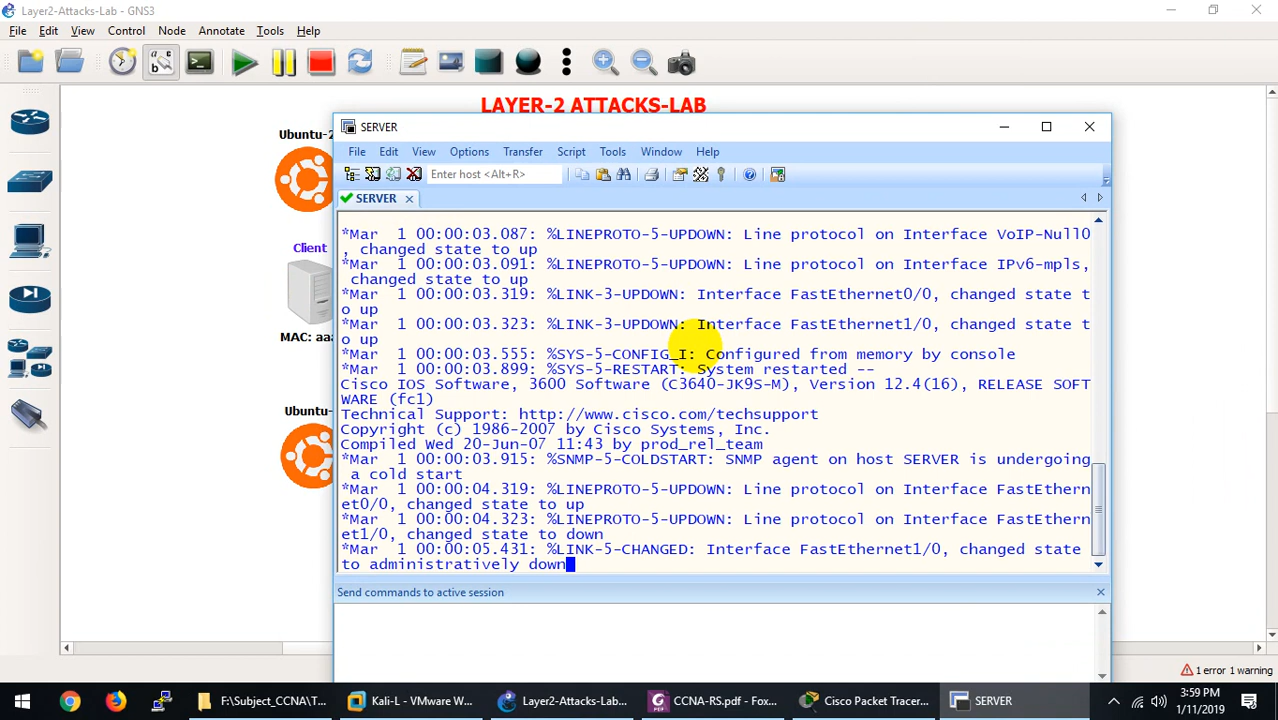 Layer2-Attacks-Lab - GNS3
File Edit View Control Node Annotate Tools Help
LAYER-2 ATTACKS-LAB
Ubuntu-2
Client
MAC: aaa
Ubuntu-
SERVER
File Edit View Options Transfer Script Tools Window Help
Enter host <Alt+R>
SERVER
*Mar  1 00:00:03.087: %LINEPROTO-5-UPDOWN: Line protocol on Interface VoIP-Null0
, changed state to up
*Mar  1 00:00:03.091: %LINEPROTO-5-UPDOWN: Line protocol on Interface IPv6-mpls,
 changed state to up
*Mar  1 00:00:03.319: %LINK-3-UPDOWN: Interface FastEthernet0/0, changed state t
o up
*Mar  1 00:00:03.323: %LINK-3-UPDOWN: Interface FastEthernet1/0, changed state t
o up
*Mar  1 00:00:03.555: %SYS-5-CONFIG_I: Configured from memory by console
*Mar  1 00:00:03.899: %SYS-5-RESTART: System restarted --
Cisco IOS Software, 3600 Software (C3640-JK9S-M), Version 12.4(16), RELEASE SOFT
WARE (fc1)
Technical Support: http://www.cisco.com/techsupport
Copyright (c) 1986-2007 by Cisco Systems, Inc.
Compiled Wed 20-Jun-07 11:43 by prod_rel_team
*Mar  1 00:00:03.915: %SNMP-5-COLDSTART: SNMP agent on host SERVER is undergoing
 a cold start
*Mar  1 00:00:04.319: %LINEPROTO-5-UPDOWN: Line protocol on Interface FastEthern
et0/0, changed state to up
*Mar  1 00:00:04.323: %LINEPROTO-5-UPDOWN: Line protocol on Interface FastEthern
et1/0, changed state to down
*Mar  1 00:00:05.431: %LINK-5-CHANGED: Interface FastEthernet1/0, changed state
to administratively down
Send commands to active session
1 error 1 warning
F:\Subject_CCNA\T... Kali-L - VMware W... Layer2-Attacks-Lab... CCNA-RS.pdf - Fox... Cisco Packet Tracer... SERVER
3:59 PM
1/11/2019